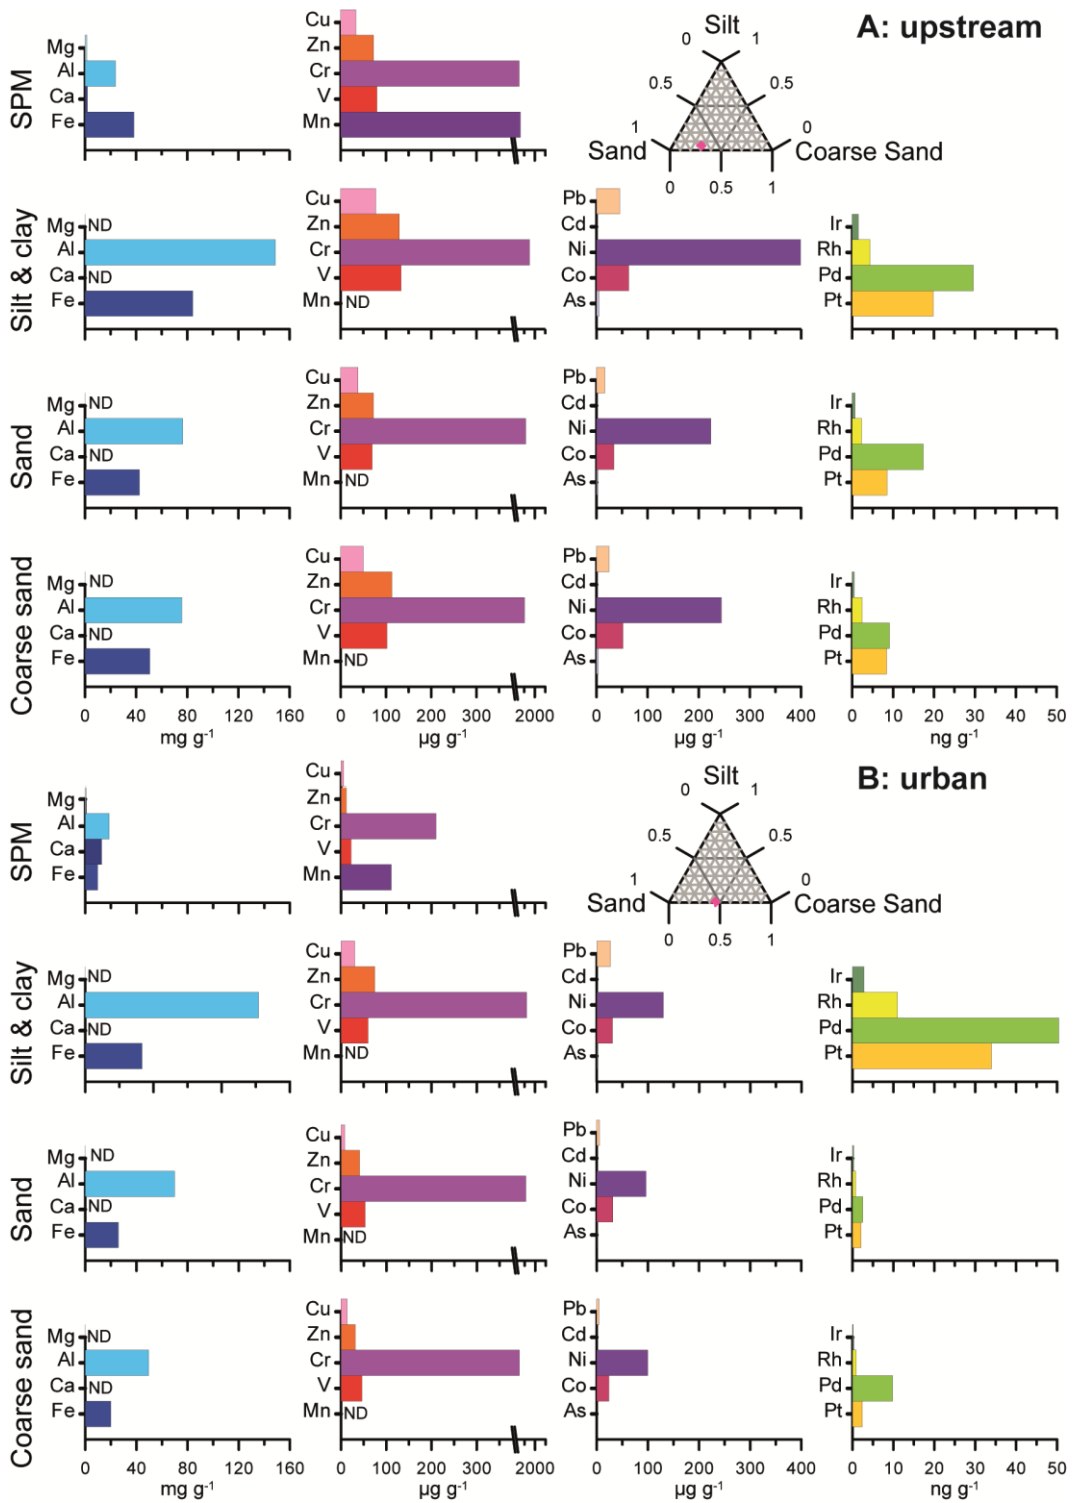 A: upstream
SPM
Mg
Al
Ca
Fe
Cu
Zn
Cr
V
Mn
Silt
0 1
0.5 0.5
1 0
Sand Coarse Sand
0 0.5 1
Silt & clay
Mg ND
Al
Ca ND
Fe
Cu
Zn
Cr
V
Mn ND
Pb
Cd
Ni
Co
As
Ir
Rh
Pd
Pt
Sand
Mg ND
Al
Ca ND
Fe
Cu
Zn
Cr
V
Mn ND
Pb
Cd
Ni
Co
As
Ir
Rh
Pd
Pt
Coarse sand
Mg ND
Al
Ca ND
Fe
Cu
Zn
Cr
V
Mn ND
Pb
Cd
Ni
Co
As
Ir
Rh
Pd
Pt
0 40 80 120 160
mg g⁻¹
0 100 200 300 2000
µg g⁻¹
0 100 200 300 400
µg g⁻¹
0 10 20 30 40 50
ng g⁻¹
B: urban
SPM
Mg
Al
Ca
Fe
Cu
Zn
Cr
V
Mn
Silt
0 1
0.5 0.5
1 0
Sand Coarse Sand
0 0.5 1
Silt & clay
Mg ND
Al
Ca ND
Fe
Cu
Zn
Cr
V
Mn ND
Pb
Cd
Ni
Co
As
Ir
Rh
Pd
Pt
Sand
Mg ND
Al
Ca ND
Fe
Cu
Zn
Cr
V
Mn ND
Pb
Cd
Ni
Co
As
Ir
Rh
Pd
Pt
Coarse sand
Mg ND
Al
Ca ND
Fe
Cu
Zn
Cr
V
Mn ND
Pb
Cd
Ni
Co
As
Ir
Rh
Pd
Pt
0 40 80 120 160
mg g⁻¹
0 100 200 300 2000
µg g⁻¹
0 100 200 300 400
µg g⁻¹
0 10 20 30 40 50
ng g⁻¹